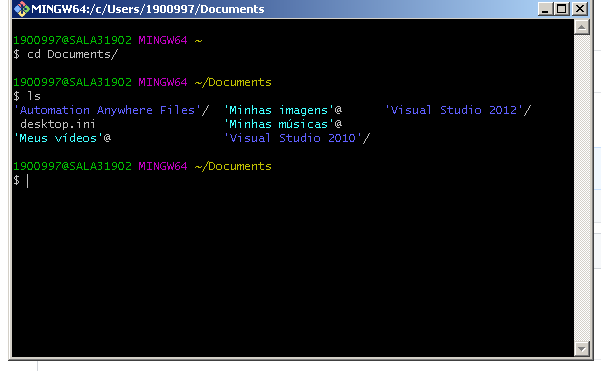 MINGW64:/c/Users/1900997/Documents
1900997@SALA31902 MINGW64 ~
$ cd Documents/
1900997@SALA31902 MINGW64 ~/Documents
$ ls
'Automation Anywhere Files'/  'Minhas imagens'@  'Visual Studio 2012'/
desktop.ini  'Minhas músicas'@
'Meus vídeos'@  'Visual Studio 2010'/
1900997@SALA31902 MINGW64 ~/Documents
$